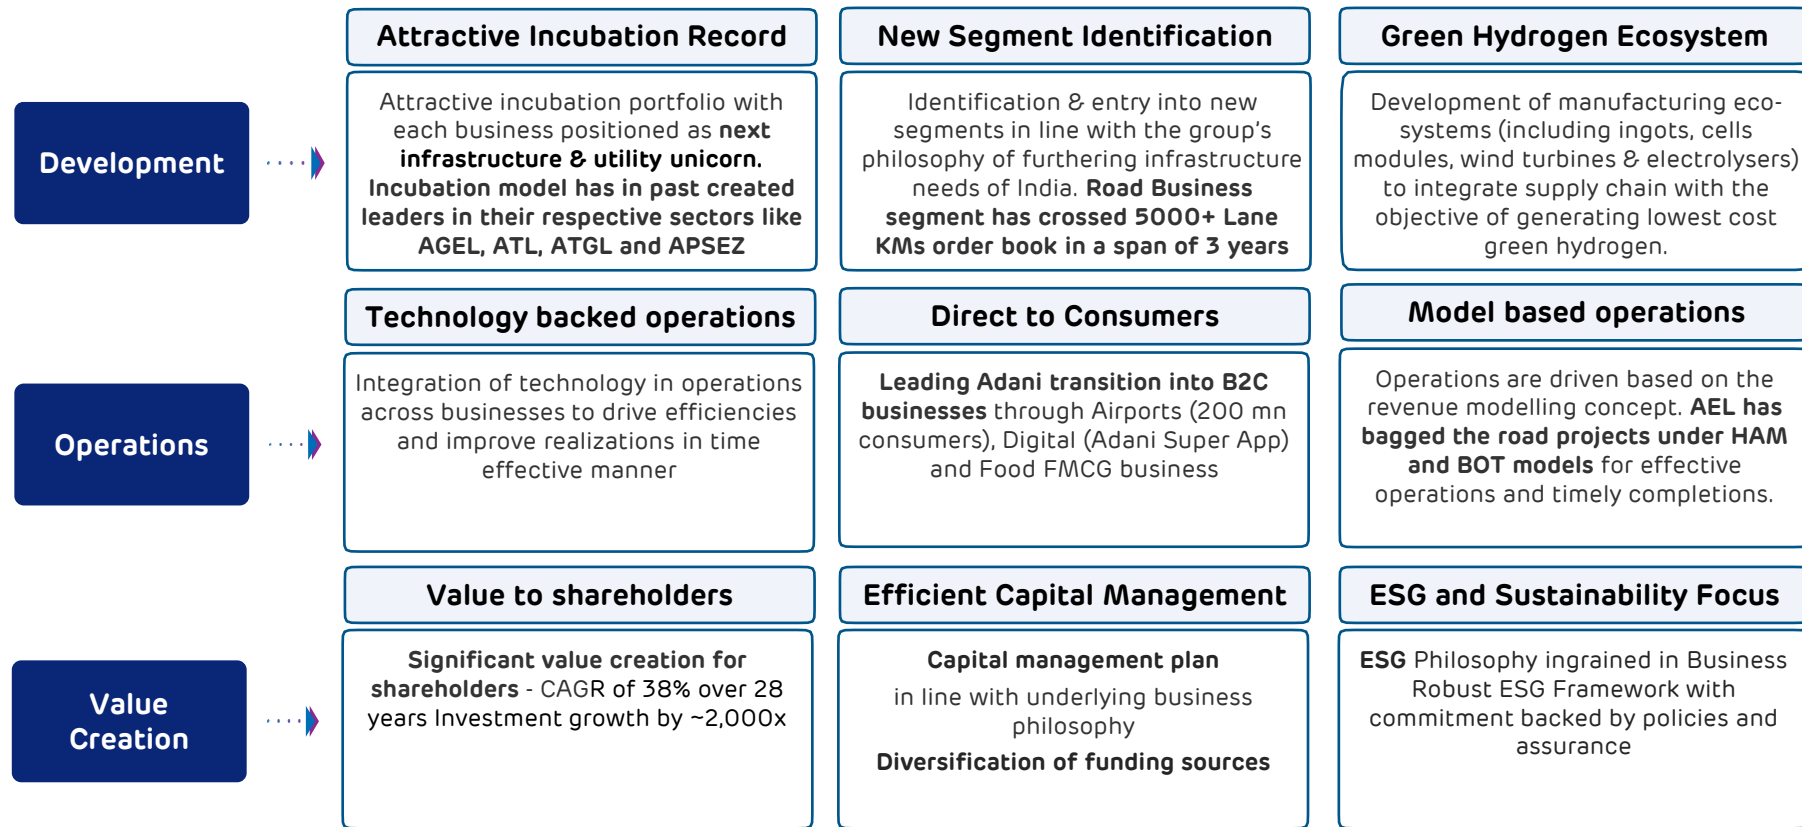 Attractive Incubation Record
New Segment Identification
Green Hydrogen Ecosystem
Development
Attractive incubation portfolio with
each business positioned as next
infrastructure & utility unicorn.
Incubation model has in past created
leaders in their respective sectors like
AGEL, ATL, ATGL and APSEZ
Identification & entry into new
segments in line with the group's
philosophy of furthering infrastructure
needs of India. Road Business
segment has crossed 5000+ Lane
KMs order book in a span of 3 years
Development of manufacturing eco-
systems (including ingots, cells
modules, wind turbines & electrolysers)
to integrate supply chain with the
objective of generating lowest cost
green hydrogen.
Technology backed operations
Direct to Consumers
Model based operations
Operations
Integration of technology in operations
across businesses to drive efficiencies
and improve realizations in time
effective manner
Leading Adani transition into B2C
businesses through Airports (200 mn
consumers), Digital (Adani Super App)
and Food FMCG business
Operations are driven based on the
revenue modelling concept. AEL has
bagged the road projects under HAM
and BOT models for effective
operations and timely completions.
Value to shareholders
Efficient Capital Management
ESG and Sustainability Focus
Value
Creation
Significant value creation for
shareholders - CAGR of 38% over 28
years Investment growth by ~2,000x
Capital management plan
in line with underlying business
philosophy
Diversification of funding sources
ESG Philosophy ingrained in Business
Robust ESG Framework with
commitment backed by policies and
assurance